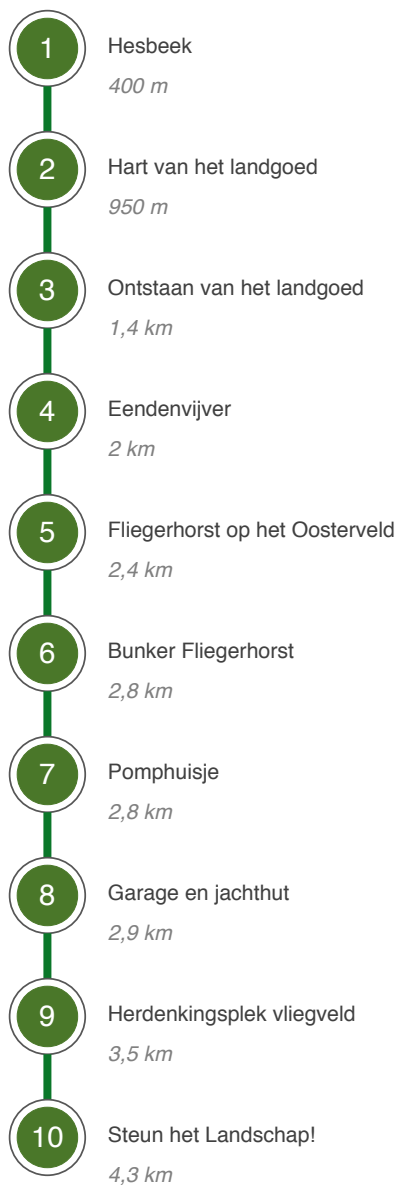 1
Hesbeek
400 m
2
Hart van het landgoed
950 m
3
Ontstaan van het landgoed
1,4 km
4
Eendenvijver
2 km
5
Fliegerhorst op het Oosterveld
2,4 km
6
Bunker Fliegerhorst
2,8 km
7
Pomphuisje
2,8 km
8
Garage en jachthut
2,9 km
9
Herdenkingsplek vliegveld
3,5 km
10
Steun het Landschap!
4,3 km